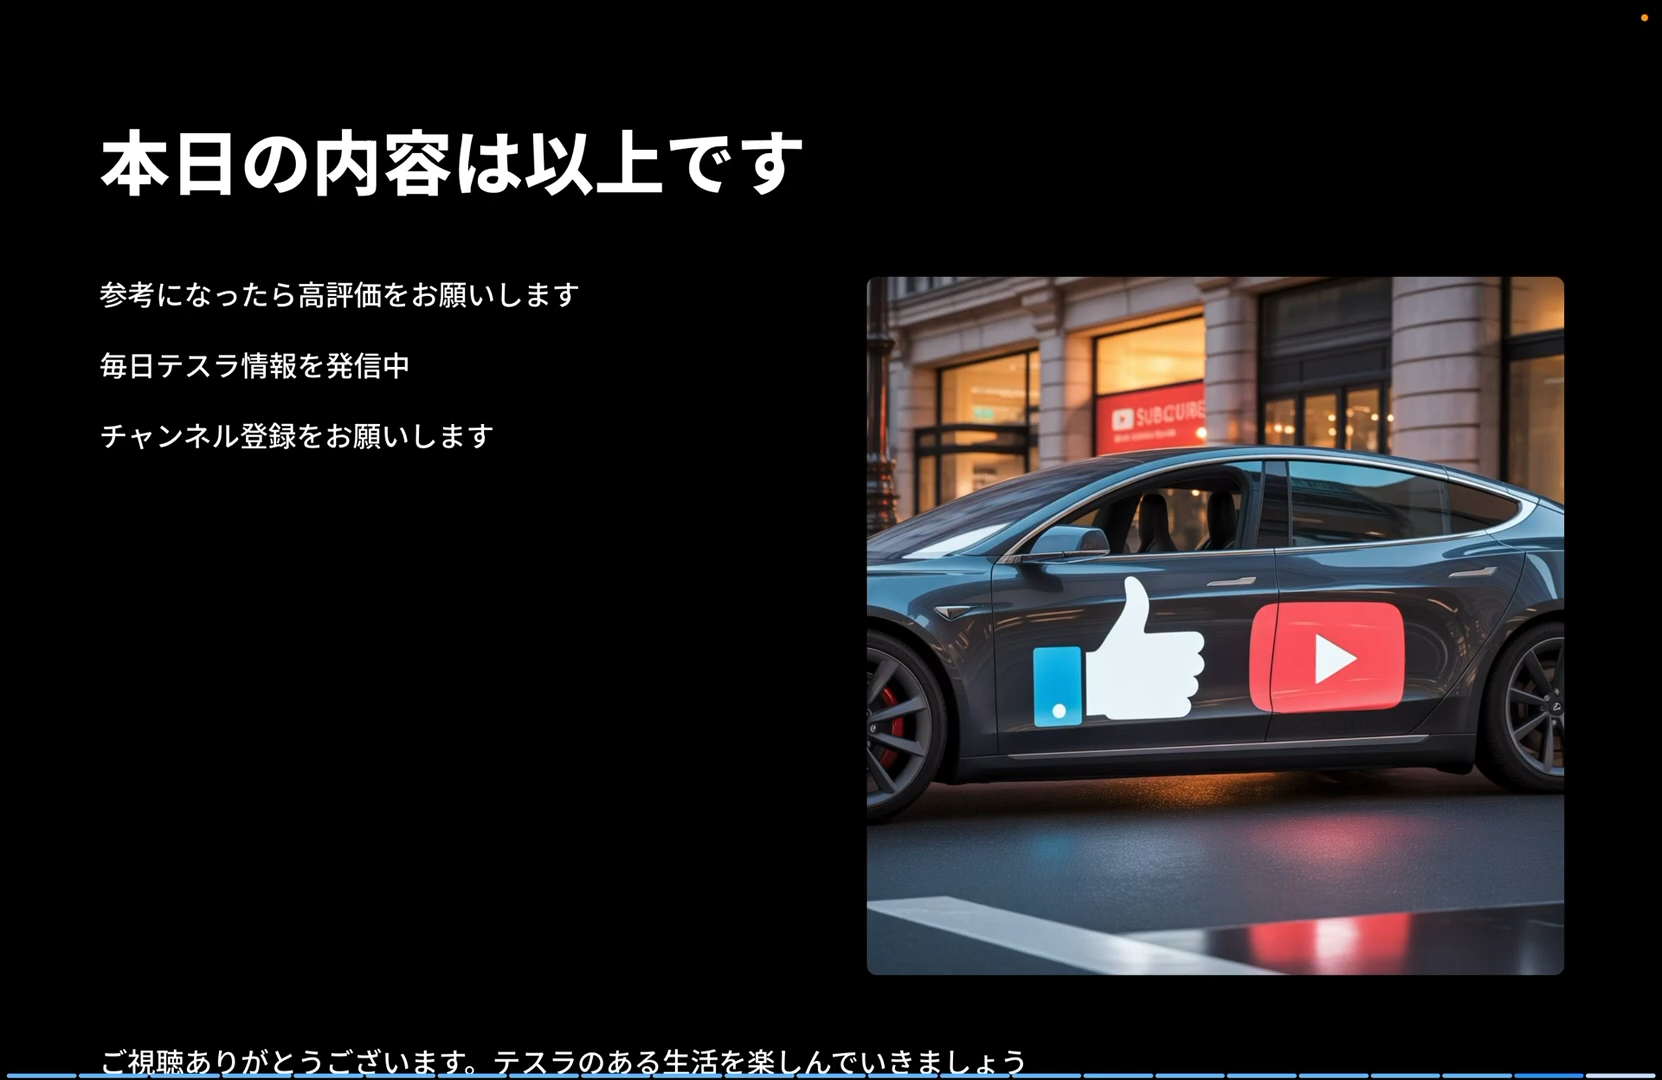 本日の内容は以上です
参考になったら高評価をお願いします
毎日テスラ情報を発信中
チャンネル登録をお願いします
SUBCURE
ご視聴ありがとうございます。テスラのある生活を楽しんでいきましょう